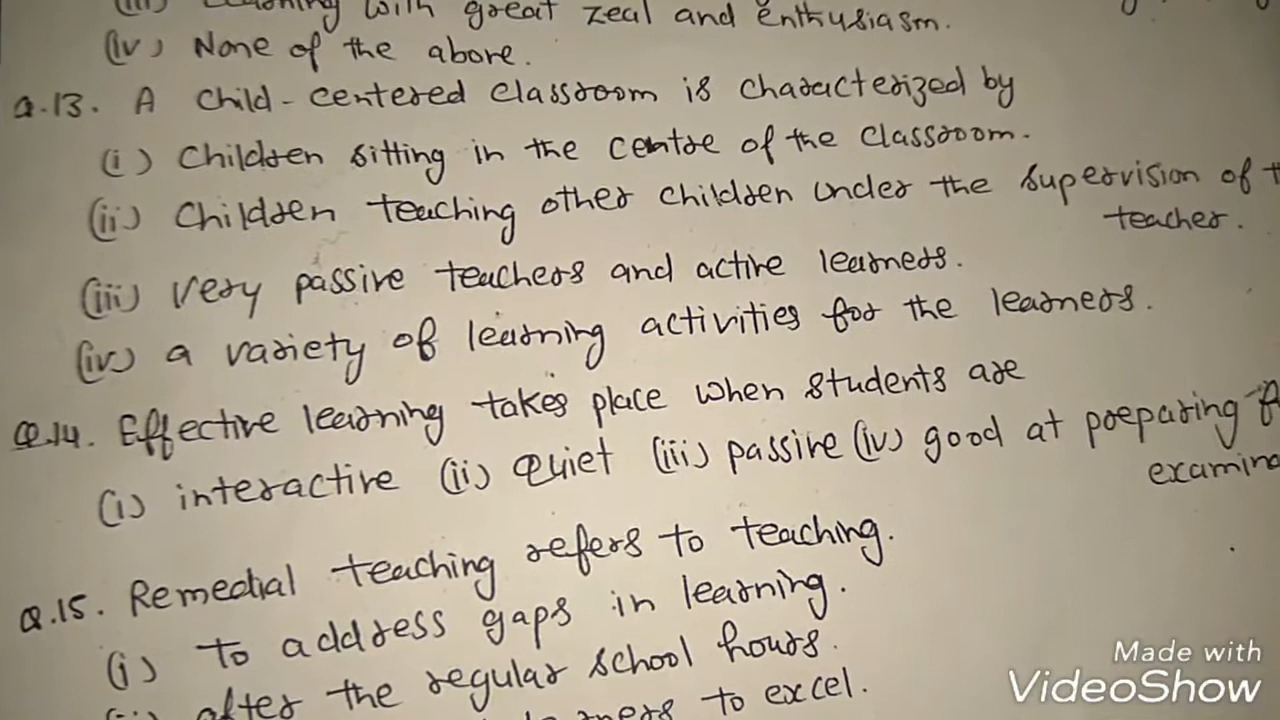 (iii) Learning with great zeal and enthusiasm.
(iv) None of the above.
Q.13. A child-centered classroom is characterized by
(i) children sitting in the centre of the classroom.
(ii) children teaching other children under the supervision of
teacher.
(iii) very passive teachers and active learners.
(iv) a variety of learning activities for the learners.
Q.14. Effective learning takes place when students are
(i) interactive (ii) quiet (iii) passive (iv) good at preparing
examina
Q.15. Remedial teaching refers to teaching.
(i) to address gaps in learning.
after the regular school hours.
to excel.
Made with
VideoShow